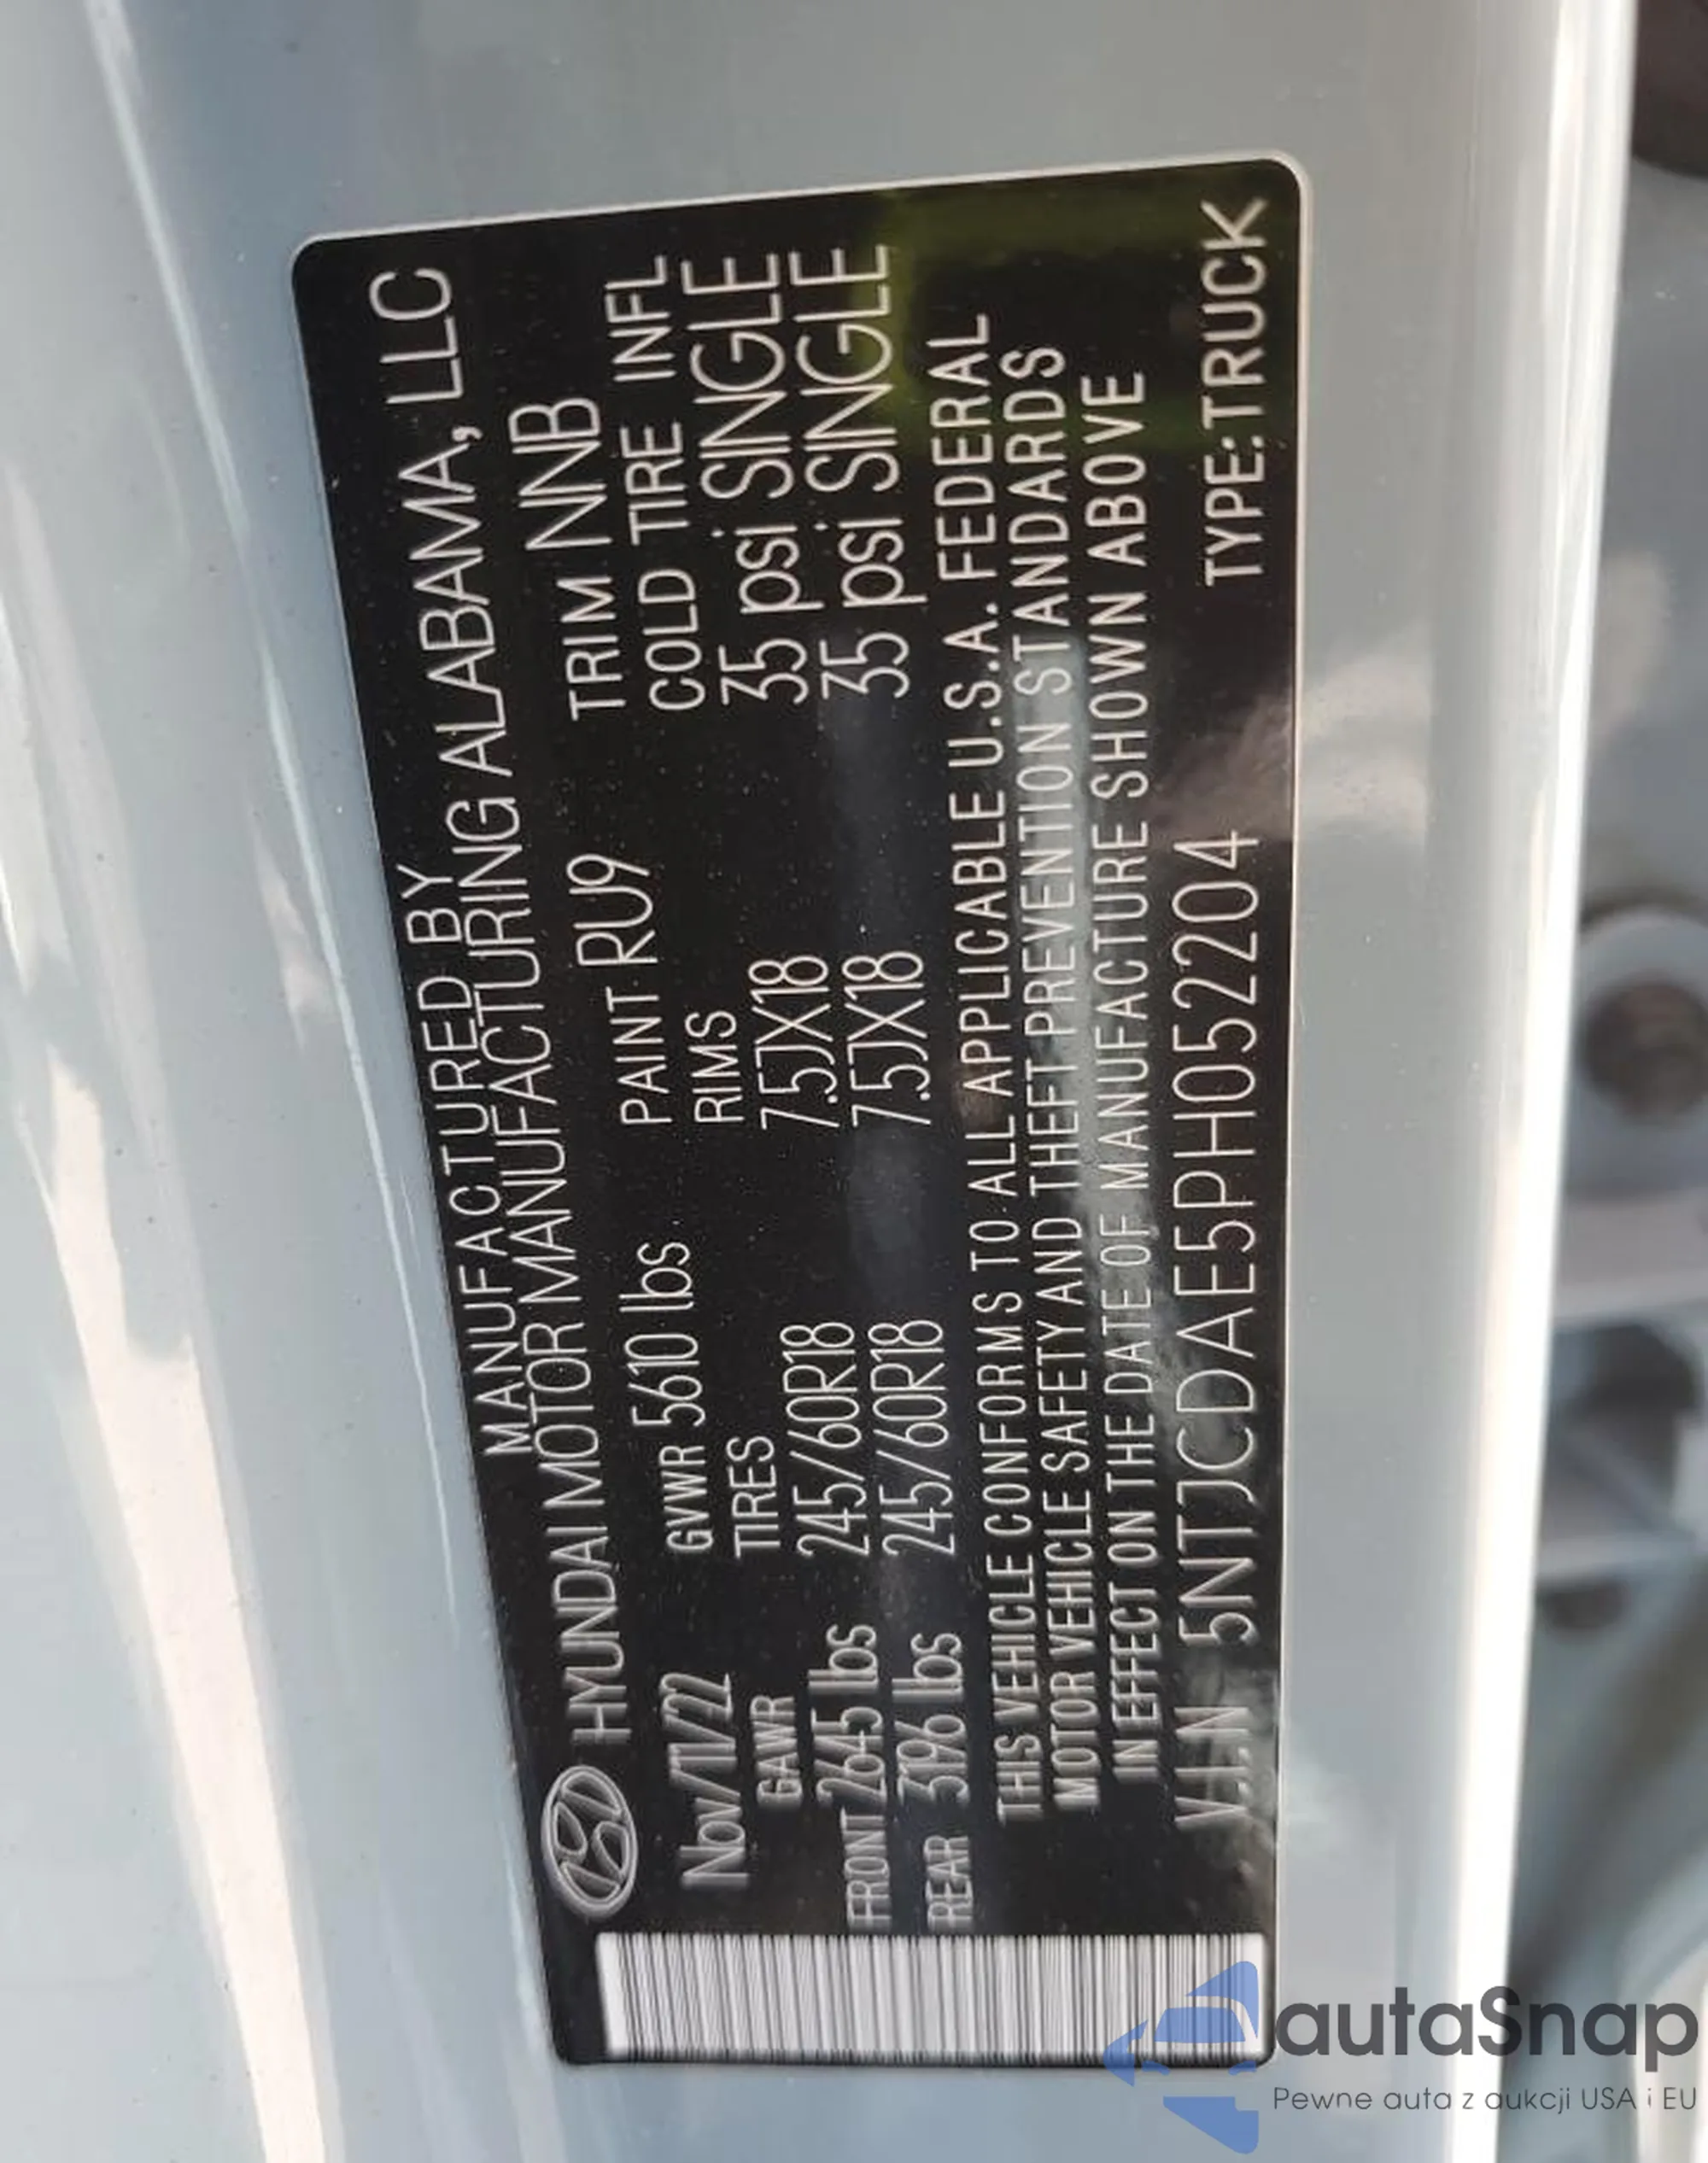 MANUFACTURED BY
HYUNDAI MOTOR MANUFACTURING ALABAMA, LLC
Nov/11/22 GVWR 5610 lbs PAINT RU9 TRIM NNB
GAWR TIRES RIMS COLD TIRE INFL
FRONT 2645 lbs 245/60R18 7.5JX18 35 psi SINGLE
REAR 3196 lbs 245/60R18 7.5JX18 35 psi SINGLE
THIS VEHICLE CONFORMS TO ALL APPLICABLE U.S.A. FEDERAL
MOTOR VEHICLE SAFETY AND THEFT PREVENTION STANDARDS
IN EFFECT ON THE DATE OF MANUFACTURE SHOWN ABOVE
V.I.N 5NTJCDAE5PH052204 TYPE:TRUCK
autaSnap
Pewne auta z aukcji USA i EU